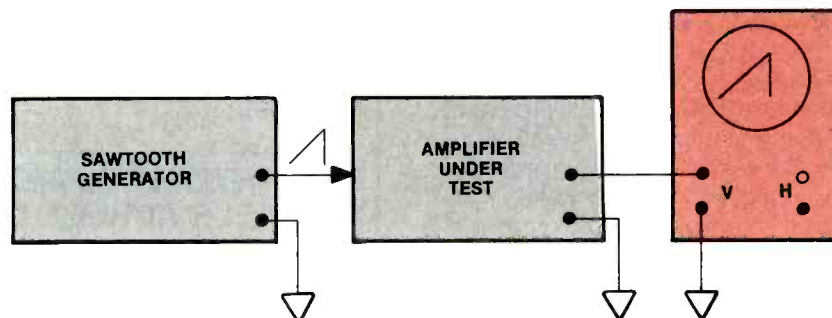 SAWTOOTH
GENERATOR
AMPLIFIER
UNDER
TEST
V
H